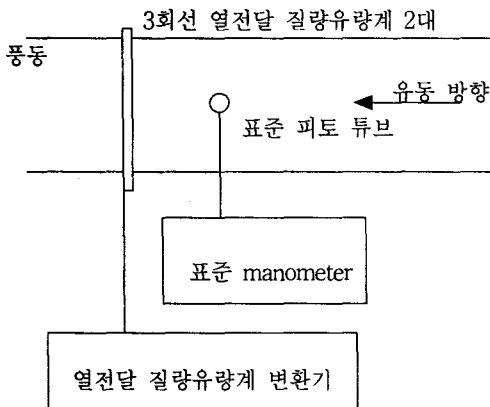 3회선 열전달 질량유량계 2대
풍동
유동 방향
표준 피토 튜브
표준 manometer
열전달 질량유량계 변환기